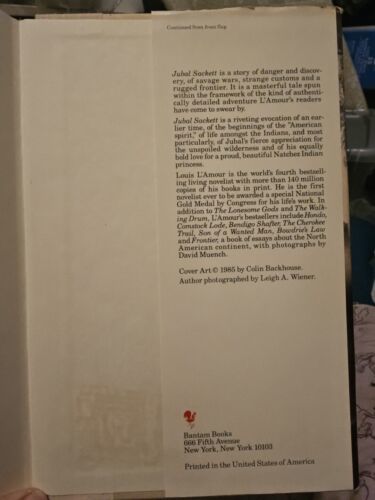 Continued from front flap
Jubal Sackett is a story of danger and discov-
ery, of savage wars, strange customs and a
rugged frontier. It is a masterful tale spun
within the framework of the kind of authenti-
cally detailed adventure L'Amour's readers
have come to swear by.
Jubal Sackett is a riveting evocation of an ear-
lier time, of the beginnings of the "American
spirit," of life amongst the Indians, and most
particularly, of Jubal's fierce appreciation for
the unspoiled wilderness and of his equally
bold love for a proud, beautiful Natchez Indian
princess.
Louis L'Amour is the world's fourth bestsell-
ing living novelist with more than 140 million
copies of his books in print. He is the first
novelist ever to be awarded a special National
Gold Medal by Congress for his life's work. In
addition to The Lonesome Gods and The Walk-
ing Drum, L'Amour's bestsellers include Hondo,
Comstock Lode, Bendigo Shafter, The Cherokee
Trail, Son of a Wanted Man, Bowdrie's Law
and Frontier, a book of essays about the North
American continent, with photographs by
David Muench.
Cover Art © 1985 by Colin Backhouse.
Author photographed by Leigh A. Wiener.
Bantam Books
666 Fifth Avenue
New York, New York 10103
Printed in the United States of America